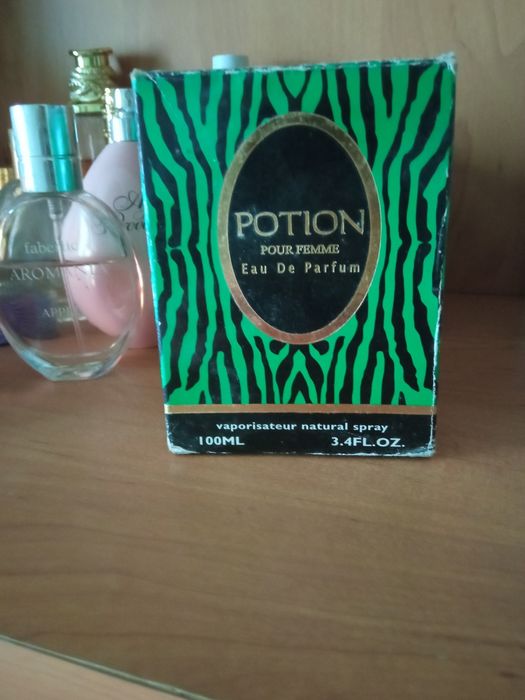 POTION
POUR FEMME
Eau De Parfum
vaporisateur natural spray
100ML 3.4FL.OZ.
AROM